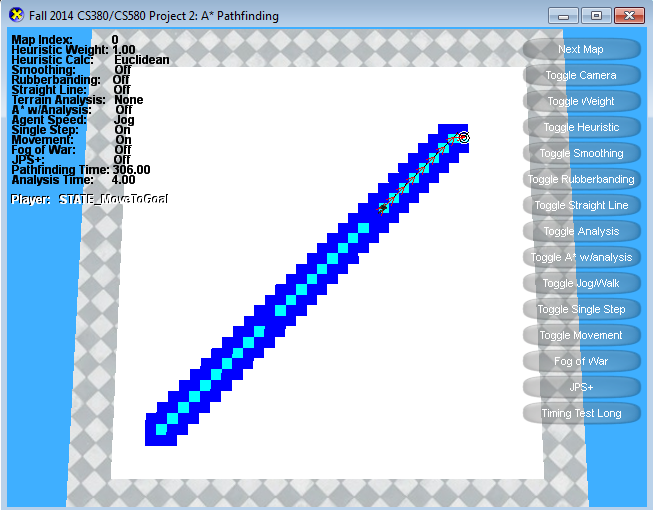 Fall 2014 CS380/CS580 Project 2: A* Pathfinding
Map Index: 0
Heuristic Weight: 1.00
Heuristic Calc: Euclidean
Smoothing: Off
Rubberbanding: Off
Straight Line: Off
Terrain Analysis: None
A* w/Analysis: Off
Agent Speed: Jog
Single Step: On
Movement: On
Fog of War: Off
JPS+: Off
Pathfinding Time: 306.00
Analysis Time: 4.00
Player: STATE_MoveToGoal
Next Map
Toggle Camera
Toggle Weight
Toggle Heuristic
Toggle Smoothing
Toggle Rubberbanding
Toggle Straight Line
Toggle Analysis
Toggle A* w/analysis
Toggle Jog/Walk
Toggle Single Step
Toggle Movement
Fog of War
JPS+
Timing Test Long